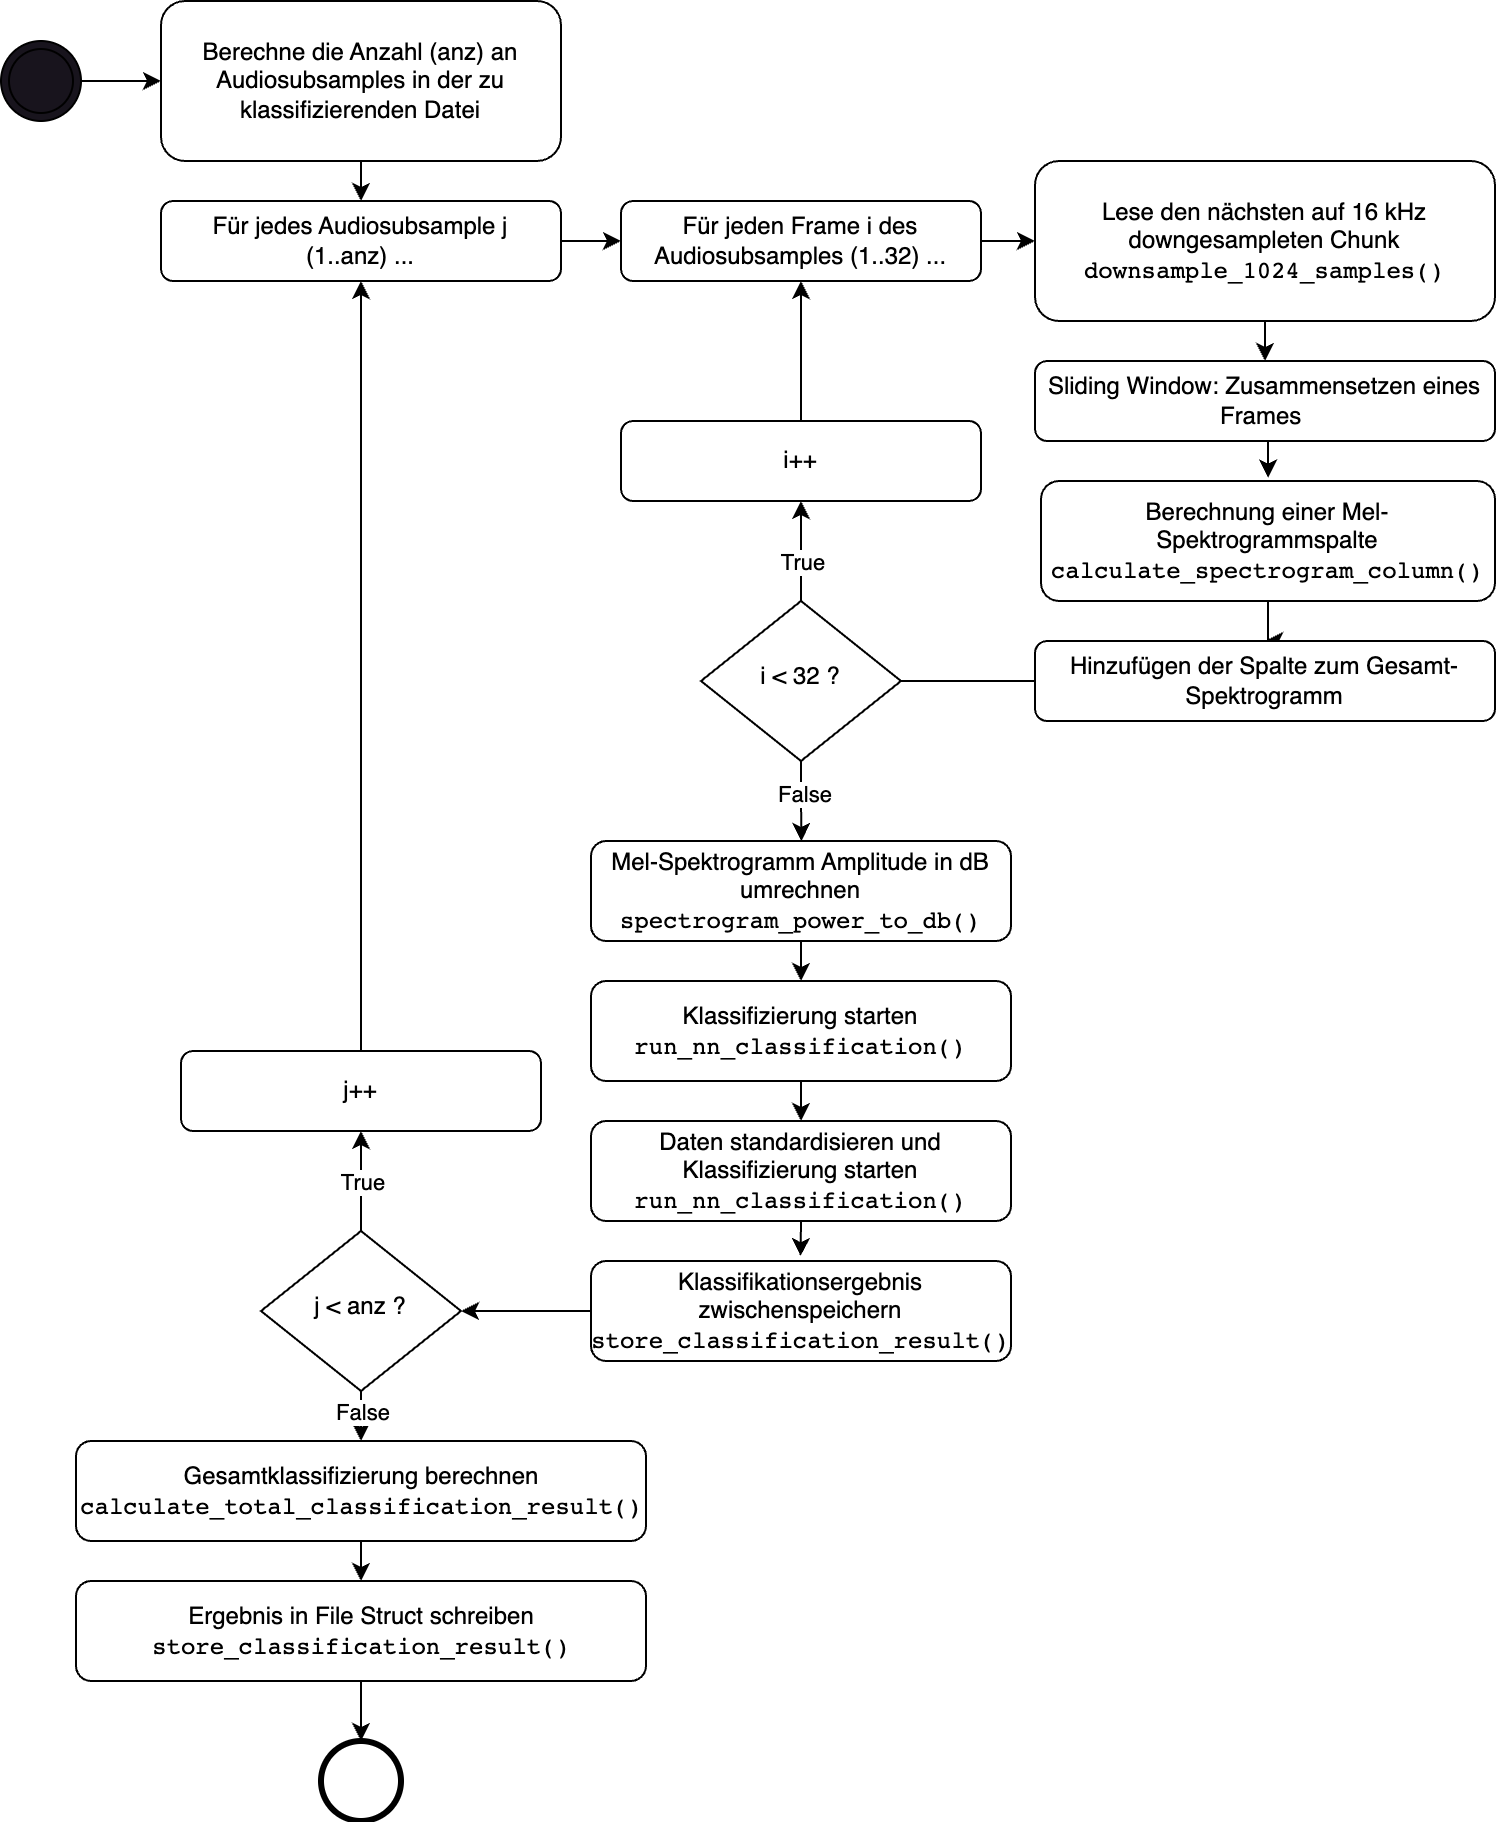 Berechne die Anzahl (anz) an
Audiosubsamples in der zu
klassifizierenden Datei
Für jedes Audiosubsample j
(1..anz) ...
Für jeden Frame i des
Audiosubsamples (1..32) ...
Lese den nächsten auf 16 kHz
downgesampleten Chunk
downsample_1024_samples()
Sliding Window: Zusammensetzen eines
Frames
Berechnung einer Mel-
Spektrogrammspalte
calculate_spectrogram_column()
Hinzufügen der Spalte zum Gesamt-
Spektrogramm
i < 32 ?
True
i++
False
Mel-Spektrogramm Amplitude in dB
umrechnen
spectrogram_power_to_db()
Klassifizierung starten
run_nn_classification()
Daten standardisieren und
Klassifizierung starten
run_nn_classification()
Klassifikationsergebnis
zwischenspeichern
store_classification_result()
j < anz ?
True
j++
False
Gesamtklassifizierung berechnen
calculate_total_classification_result()
Ergebnis in File Struct schreiben
store_classification_result()